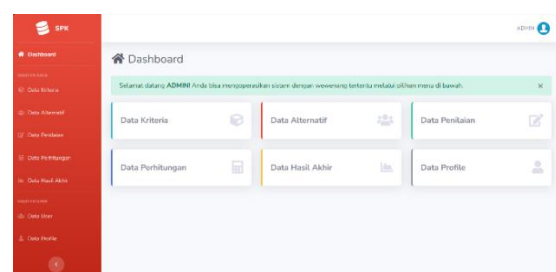 SPK
ADMIN
Dashboard
Dashboard
Selamat datang ADMIN! Anda bisa mengoperasikan sistem dengan wewenang tertentu melalui pilihan menu di bawah.
Data Kriteria
Data Alternatif
Data Penilaian
Data Perhitungan
Data Hasil Akhir
Data User
Data Profile
Data Kriteria
Data Alternatif
Data Penilaian
Data Perhitungan
Data Hasil Akhir
Data Profile